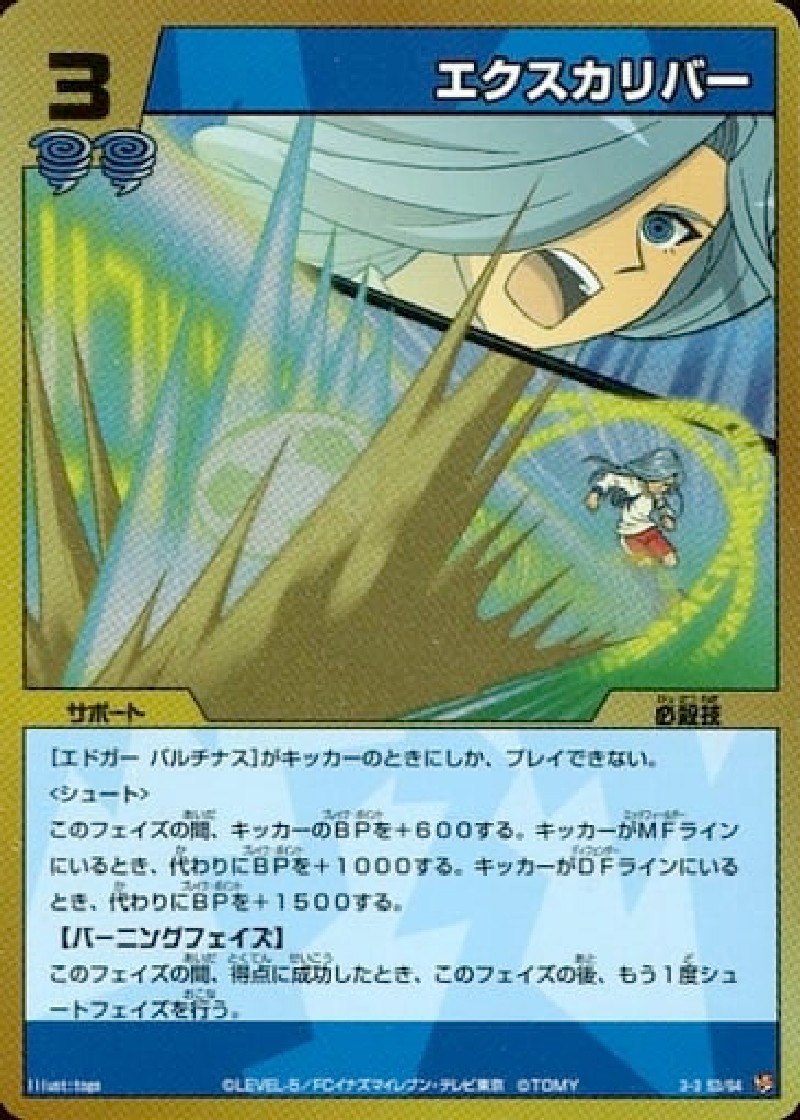 3
エクスカリバー
サポート
必殺技
[エドガー バルチナス]がキッカーのときにしか、プレイできない。
<シュート>
このフェイズの間、キッカーのBPを+600する。キッカーがMFライン
にいるとき、代わりにBPを+1000する。キッカーがDFラインにいる
とき、代わりにBPを+1500する。
【バーニングフェイズ】
このフェイズの間、得点に成功したとき、このフェイズの後、もう1度シュ
ートフェイズを行う。
©LEVEL-5/FCイナズマイレブン・テレビ東京 ©TOMY